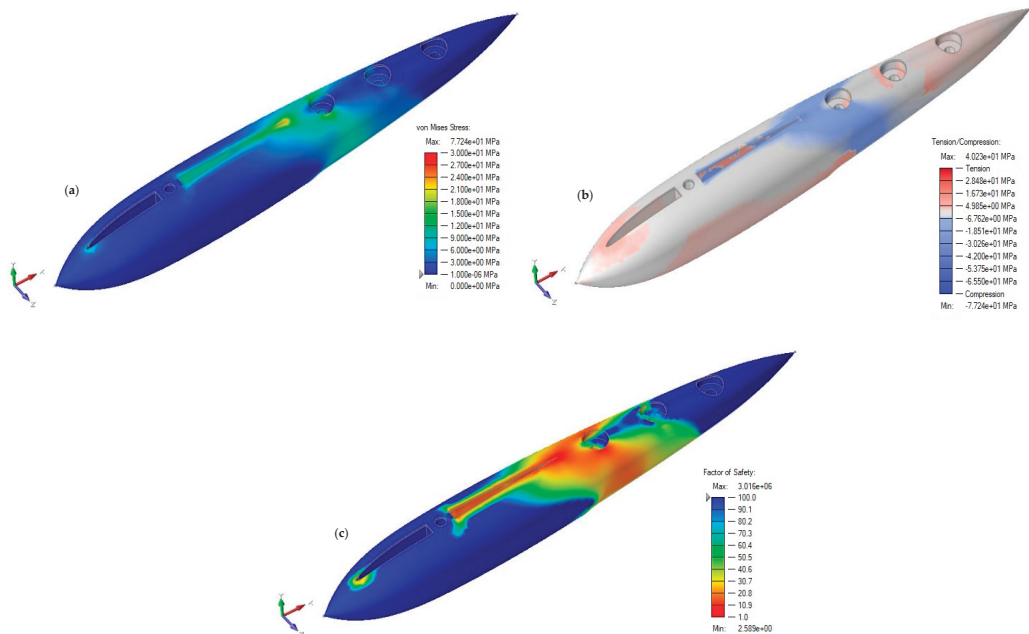 von Mises Stress:
Max: 7.724e+01 MPa
3.000e+01 MPa
2.700e+01 MPa
2.400e+01 MPa
2.100e+01 MPa
1.800e+01 MPa
1.500e+01 MPa
1.200e+01 MPa
9.000e+00 MPa
6.000e+00 MPa
3.000e+00 MPa
1.000e-06 MPa
Min: 0.000e+00 MPa
(a)
Y
X
Z
Tension/Compression:
Max: 4.023e+01 MPa
Tension
2.848e+01 MPa
1.673e+01 MPa
4.985e+00 MPa
-6.762e+00 MPa
-1.851e+01 MPa
-3.026e+01 MPa
-4.200e+01 MPa
-5.375e+01 MPa
-6.550e+01 MPa
Compression
Min: -7.724e+01 MPa
(b)
Y
X
Z
Factor of Safety:
Max: 3.016e+06
100.0
90.1
80.2
70.3
60.4
50.5
40.6
30.7
20.8
10.9
1.0
Min: 2.589e+00
(c)
Y
X
Z